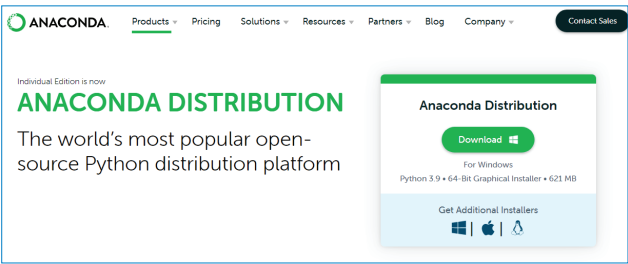 ANACONDA.
Products Pricing Solutions Resources Partners Blog Company Contact Sales
Individual Edition is now
ANACONDA DISTRIBUTION
The world's most popular open-
source Python distribution platform
Anaconda Distribution
Download
For Windows
Python 3.9 • 64-Bit Graphical Installer • 621 MB
Get Additional Installers
| |